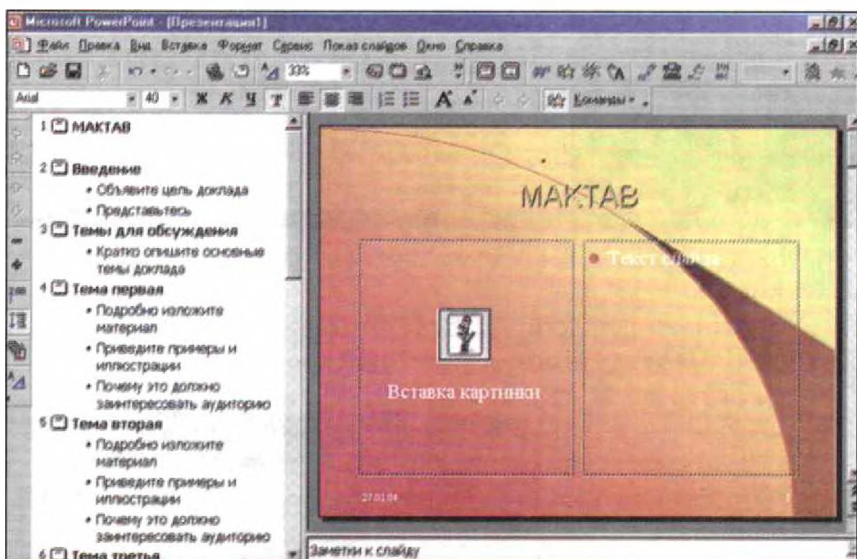 Microsoft PowerPoint - [Презентация1]
Файл Правка Вид Вставка Формат Сервис Показ слайдов Окно Справка
33%
Arial 40 Ж К Ч Команды
1 МАКТАВ
2 Введение
• Объявите цель доклада
• Представьтесь
3 Темы для обсуждения
• Кратко опишите основные
темы доклада
4 Тема первая
• Подробно изложите
материал
• Приведите примеры и
иллюстрации
• Почему это должно
заинтересовать аудиторию
5 Тема вторая
• Подробно изложите
материал
• Приведите примеры и
иллюстрации
• Почему это должно
заинтересовать аудиторию
6 Тема третья
МАКТАВ
• Текст слайда
Вставка картинки
27.01.04
Заметки к слайду